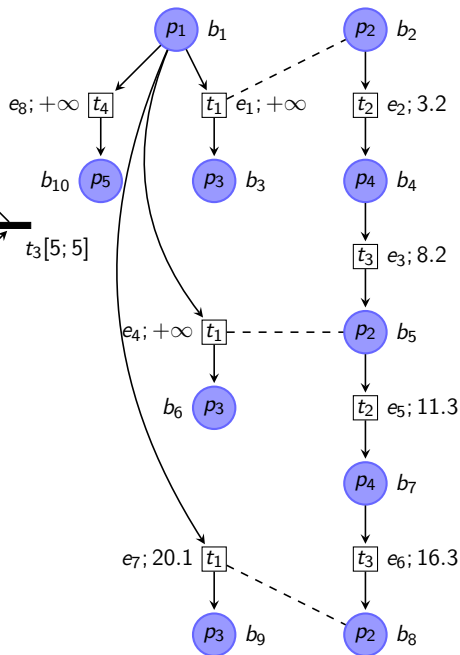 p₁ b₁ p₂ b₂
e₈; +∞ t₄ t₁ e₁; +∞ t₂ e₂; 3.2
b₁₀ p₅ p₃ b₃ p₄ b₄
t₃[5; 5] t₃ e₃; 8.2
e₄; +∞ t₁ p₂ b₅
b₆ p₃ t₂ e₅; 11.3
p₄ b₇
e₇; 20.1 t₁ t₃ e₆; 16.3
p₃ b₉ p₂ b₈